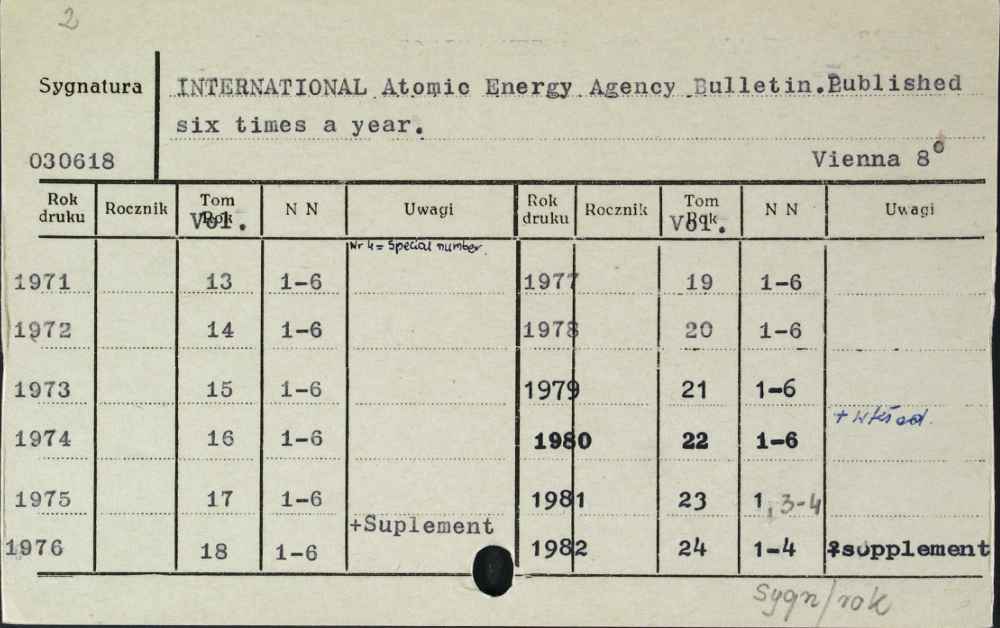 2
Sygnatura
INTERNATIONAL Atomic Energy Agency Bulletin.Published
six times a year.
030618
Vienna 8°
Rok druku Rocznik Tom Rok Vol. N N Uwagi Rok druku Rocznik Tom Rok Vol. N N Uwagi
Nr 4 = Special number.
1971 13 1-6 1977 19 1-6
1972 14 1-6 1978 20 1-6
1973 15 1-6 1979 21 1-6
+ wkład.
1974 16 1-6 1980 22 1-6
1975 17 1-6 1981 23 1, 3-4
+Suplement
1976 18 1-6 1982 24 1-4 +supplement
Sygn/rok